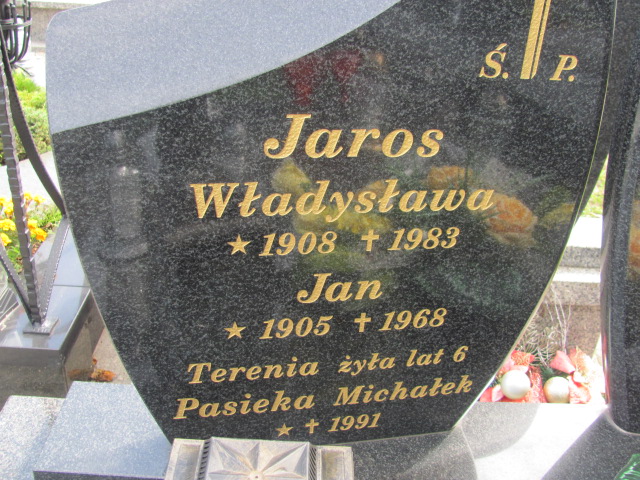 Ś. P.
Jaros
Władysława
★ 1908 ✝ 1983
Jan
★ 1905 ✝ 1968
Terenia żyła lat 6
Pasieka Michałek
★ ✝ 1991